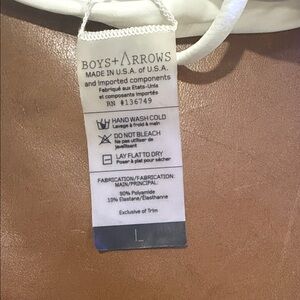 BOYS+ARROWS
MADE IN U.S.A. of U.S.A.
and imported components
Fabriqué aux Etats-Unis
et composants importés
RN #136749
HAND WASH COLD
Lavage à froid à main
DO NOT BLEACH
Ne pas utiliser de
javellisant
LAY FLAT TO DRY
Poser à plat pour sécher
FABRICATION/FABRICATION
MAIN/PRINCIPAL:
90% Polyamide
10% Elastane/Élasthanne
Exclusive of Trim
L